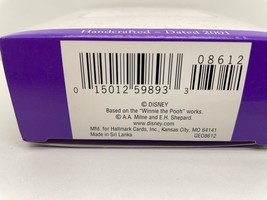 Handcrafted – Dated 2001
08612
0 15012 59893 3
© DISNEY
Based on the "Winnie the Pooh" works.
© A.A. Milne and E.H. Shepard.
www.disney.com
Mfd. for Hallmark Cards, Inc., Kansas City, MO 64141
Made in Sri Lanka QEO8612